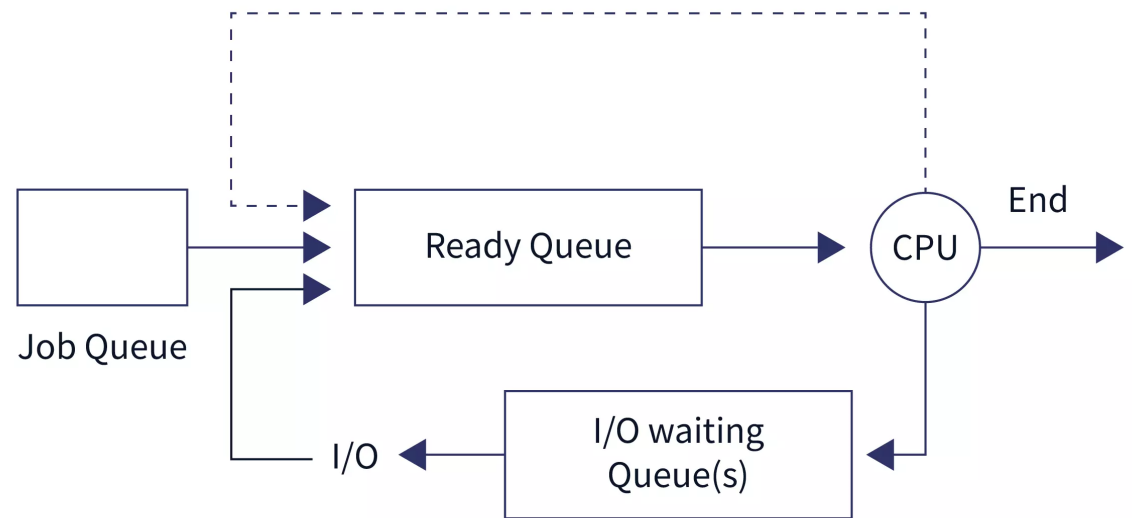 End
Ready Queue
CPU
Job Queue
I/O waiting
Queue(s)
I/O